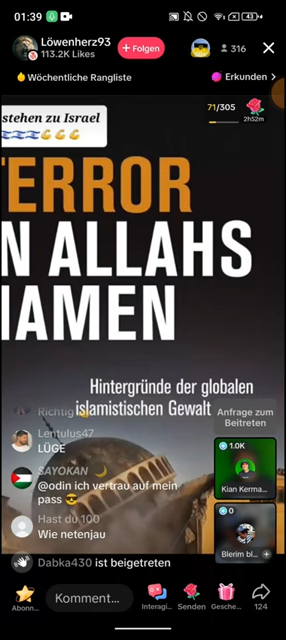 01:39
43
Löwenherz93
113.2K Likes
+ Folgen
316
Wöchentliche Rangliste
Erkunden >
stehen zu Israel
71/305
2h52m
TERROR
N ALLAHS
NAMEN
Hintergründe der globalen
islamistischen Gewalt
Anfrage zum
Beitreten
Richtig
Lentulus47
LÜGE
SAYOKAN
@odin ich vertrau auf mein
pass
Hast du 100
Wie netenjau
Dabka430 ist beigetreten
1.0K
Kian Kerma...
0
Blerim bl...
Abonn...
Komment...
Interagi...
Senden
Gesche...
124